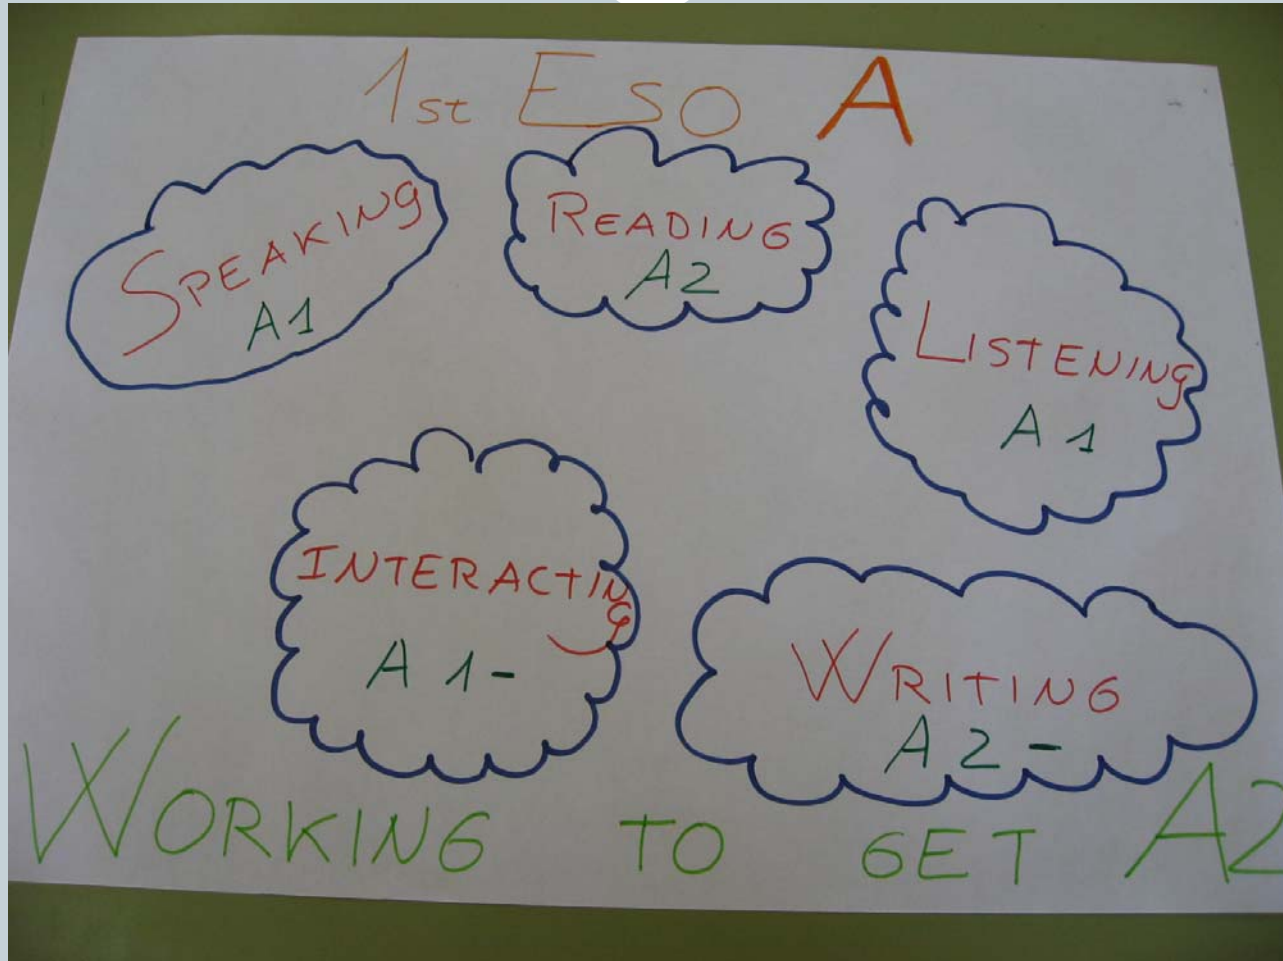 1st ESO A
SPEAKING
A1
READING
A2
LISTENING
A1
INTERACTING
A1-
WRITING
A2-
WORKING TO GET A2